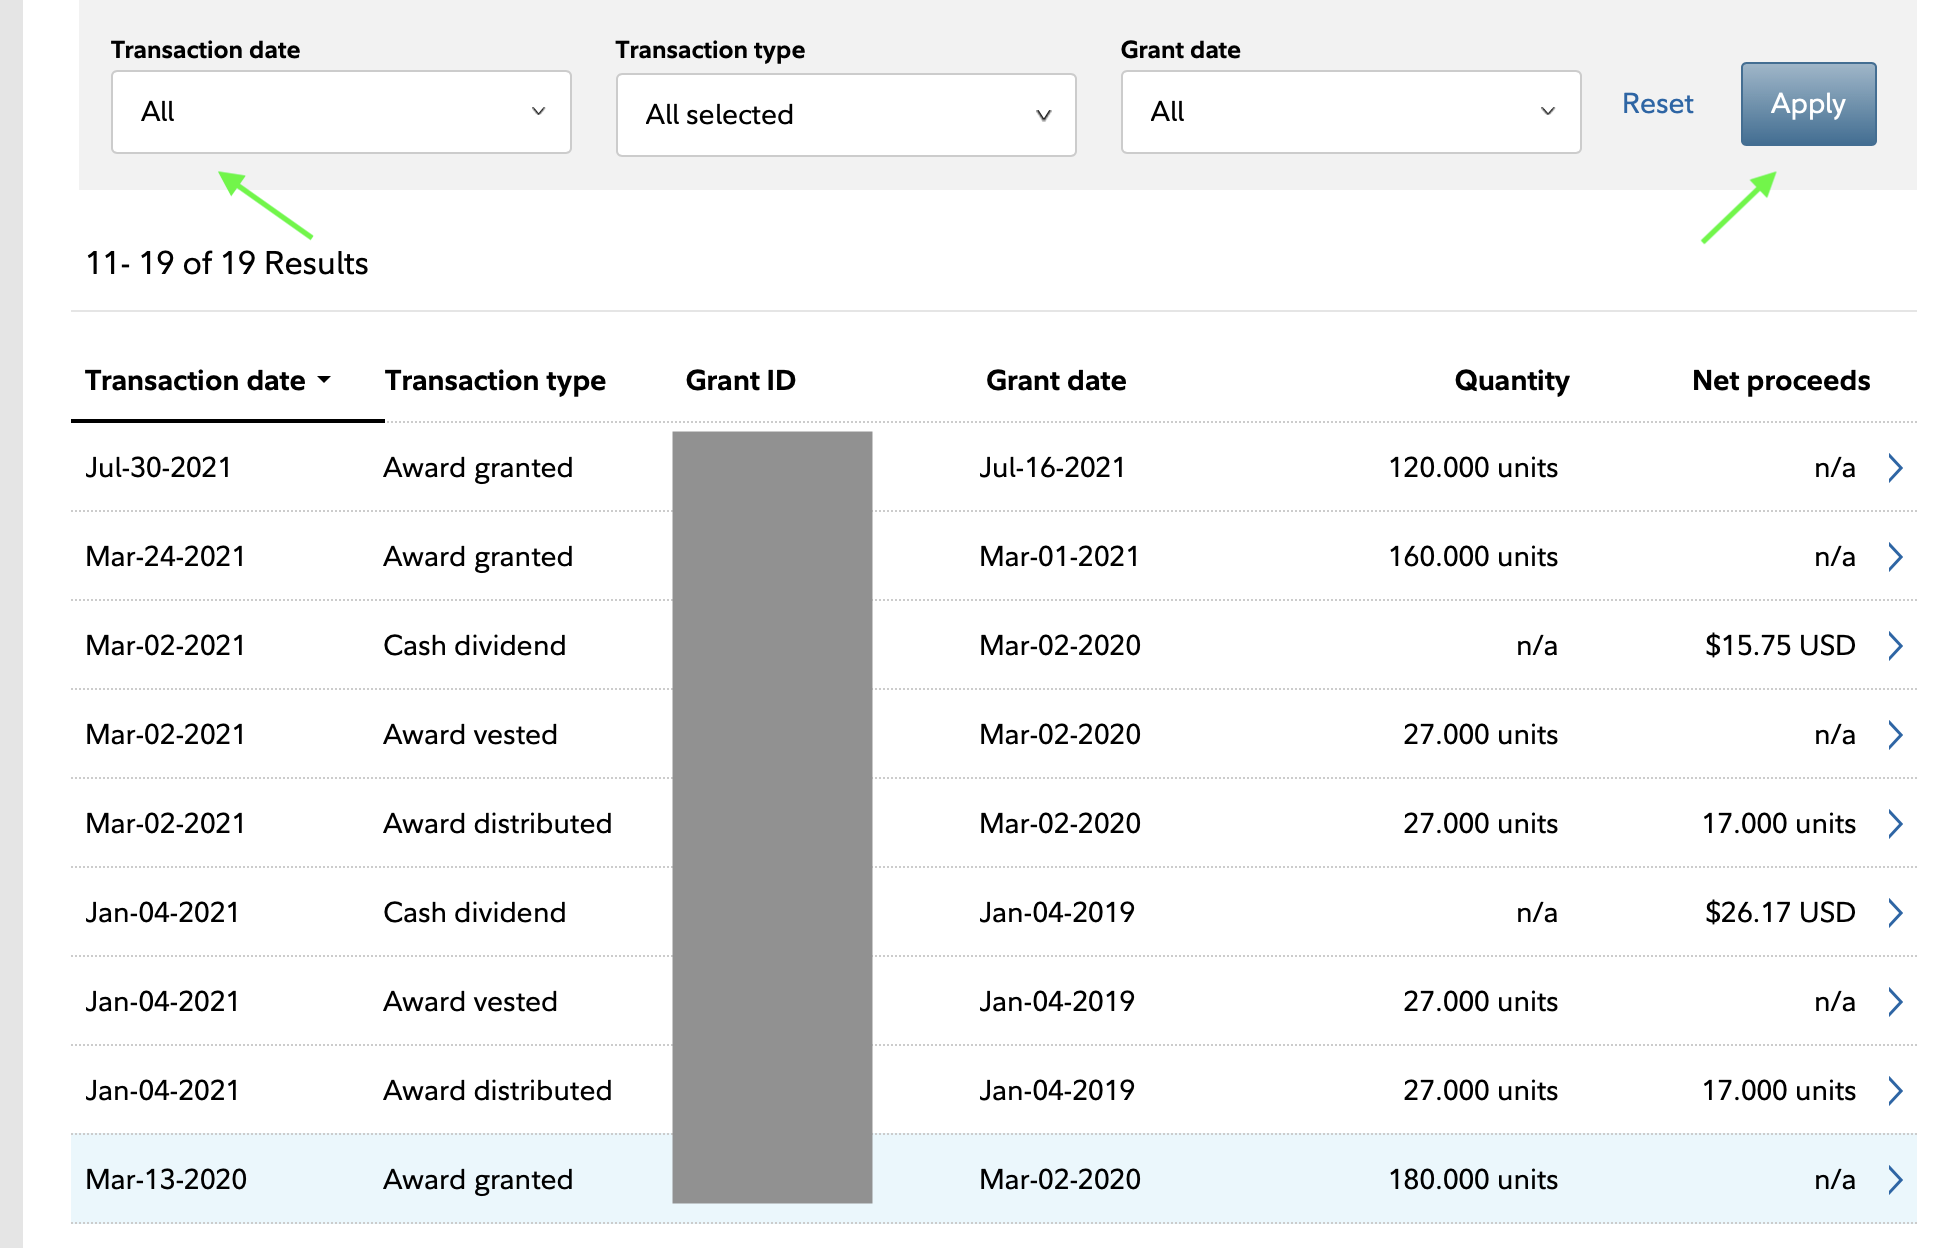 Transaction date Transaction type Grant date
All All selected All Reset Apply
11- 19 of 19 Results
Transaction date Transaction type Grant ID Grant date Quantity Net proceeds
Jul-30-2021 Award granted Jul-16-2021 120.000 units n/a
Mar-24-2021 Award granted Mar-01-2021 160.000 units n/a
Mar-02-2021 Cash dividend Mar-02-2020 n/a $15.75 USD
Mar-02-2021 Award vested Mar-02-2020 27.000 units n/a
Mar-02-2021 Award distributed Mar-02-2020 27.000 units 17.000 units
Jan-04-2021 Cash dividend Jan-04-2019 n/a $26.17 USD
Jan-04-2021 Award vested Jan-04-2019 27.000 units n/a
Jan-04-2021 Award distributed Jan-04-2019 27.000 units 17.000 units
Mar-13-2020 Award granted Mar-02-2020 180.000 units n/a